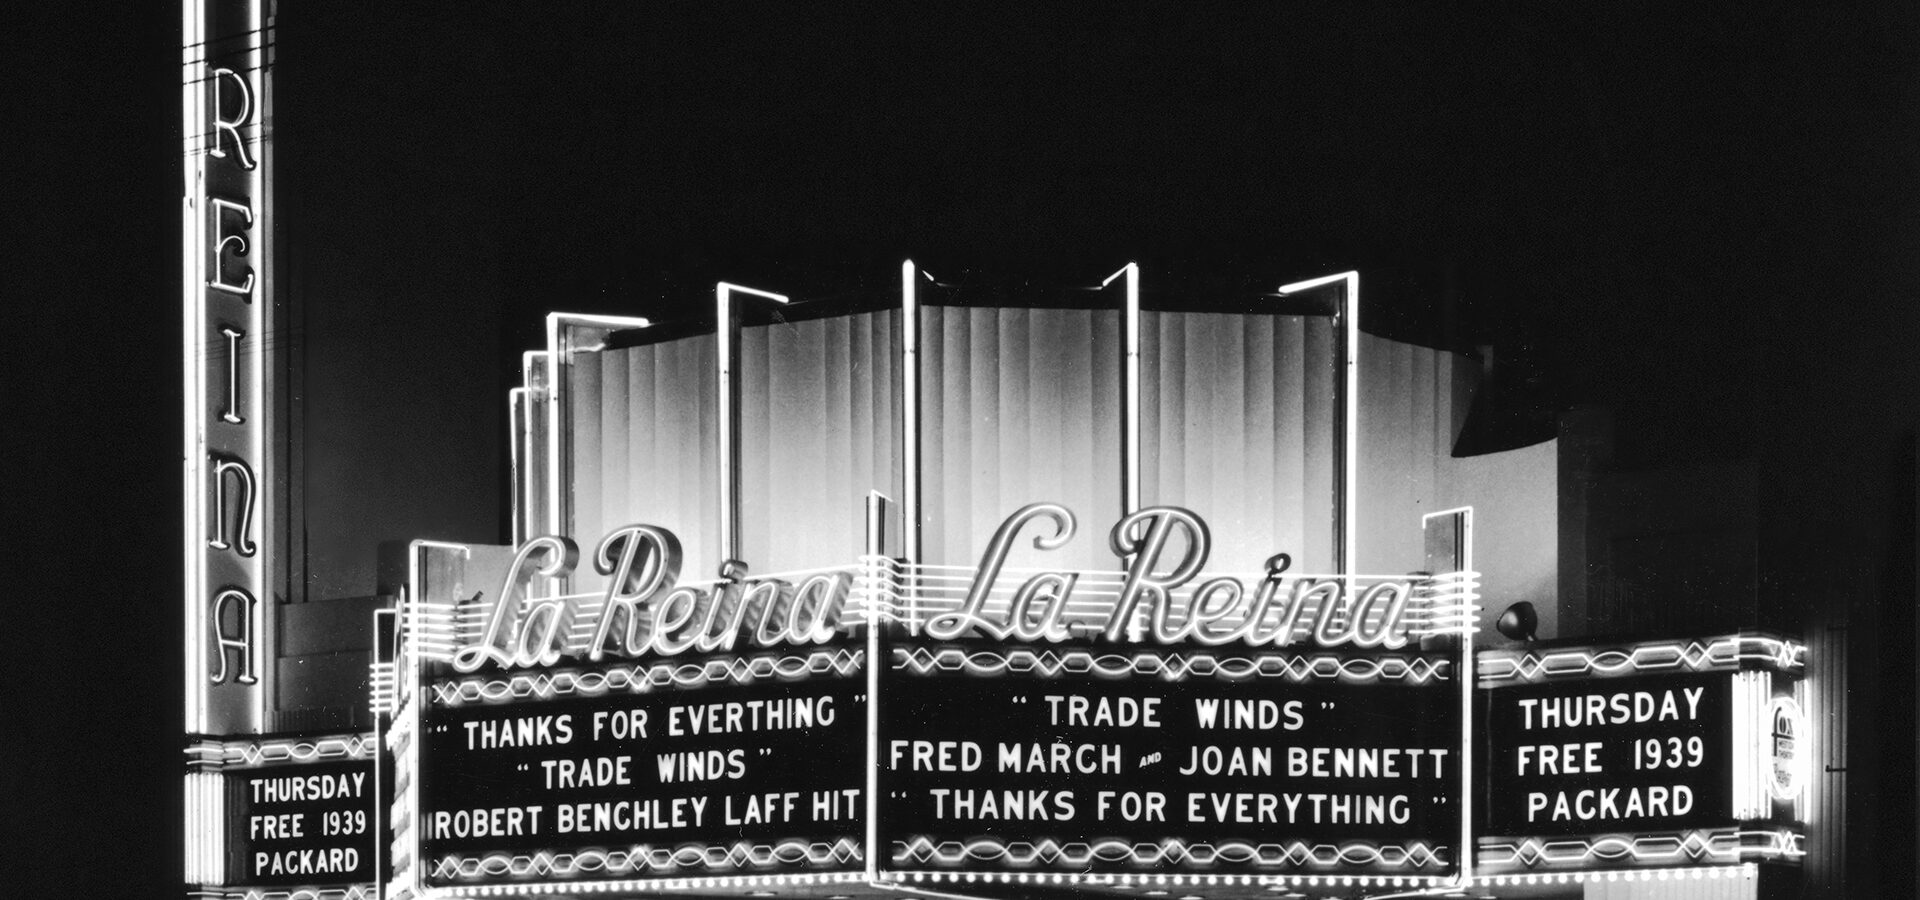 REINA
La Reina
La Reina
THURSDAY
FREE 1939
PACKARD
" THANKS FOR EVERTHING "
" TRADE WINDS "
ROBERT BENCHLEY LAFF HIT
" TRADE WINDS "
FRED MARCH AND JOAN BENNETT
" THANKS FOR EVERYTHING "
THURSDAY
FREE 1939
PACKARD
FOX